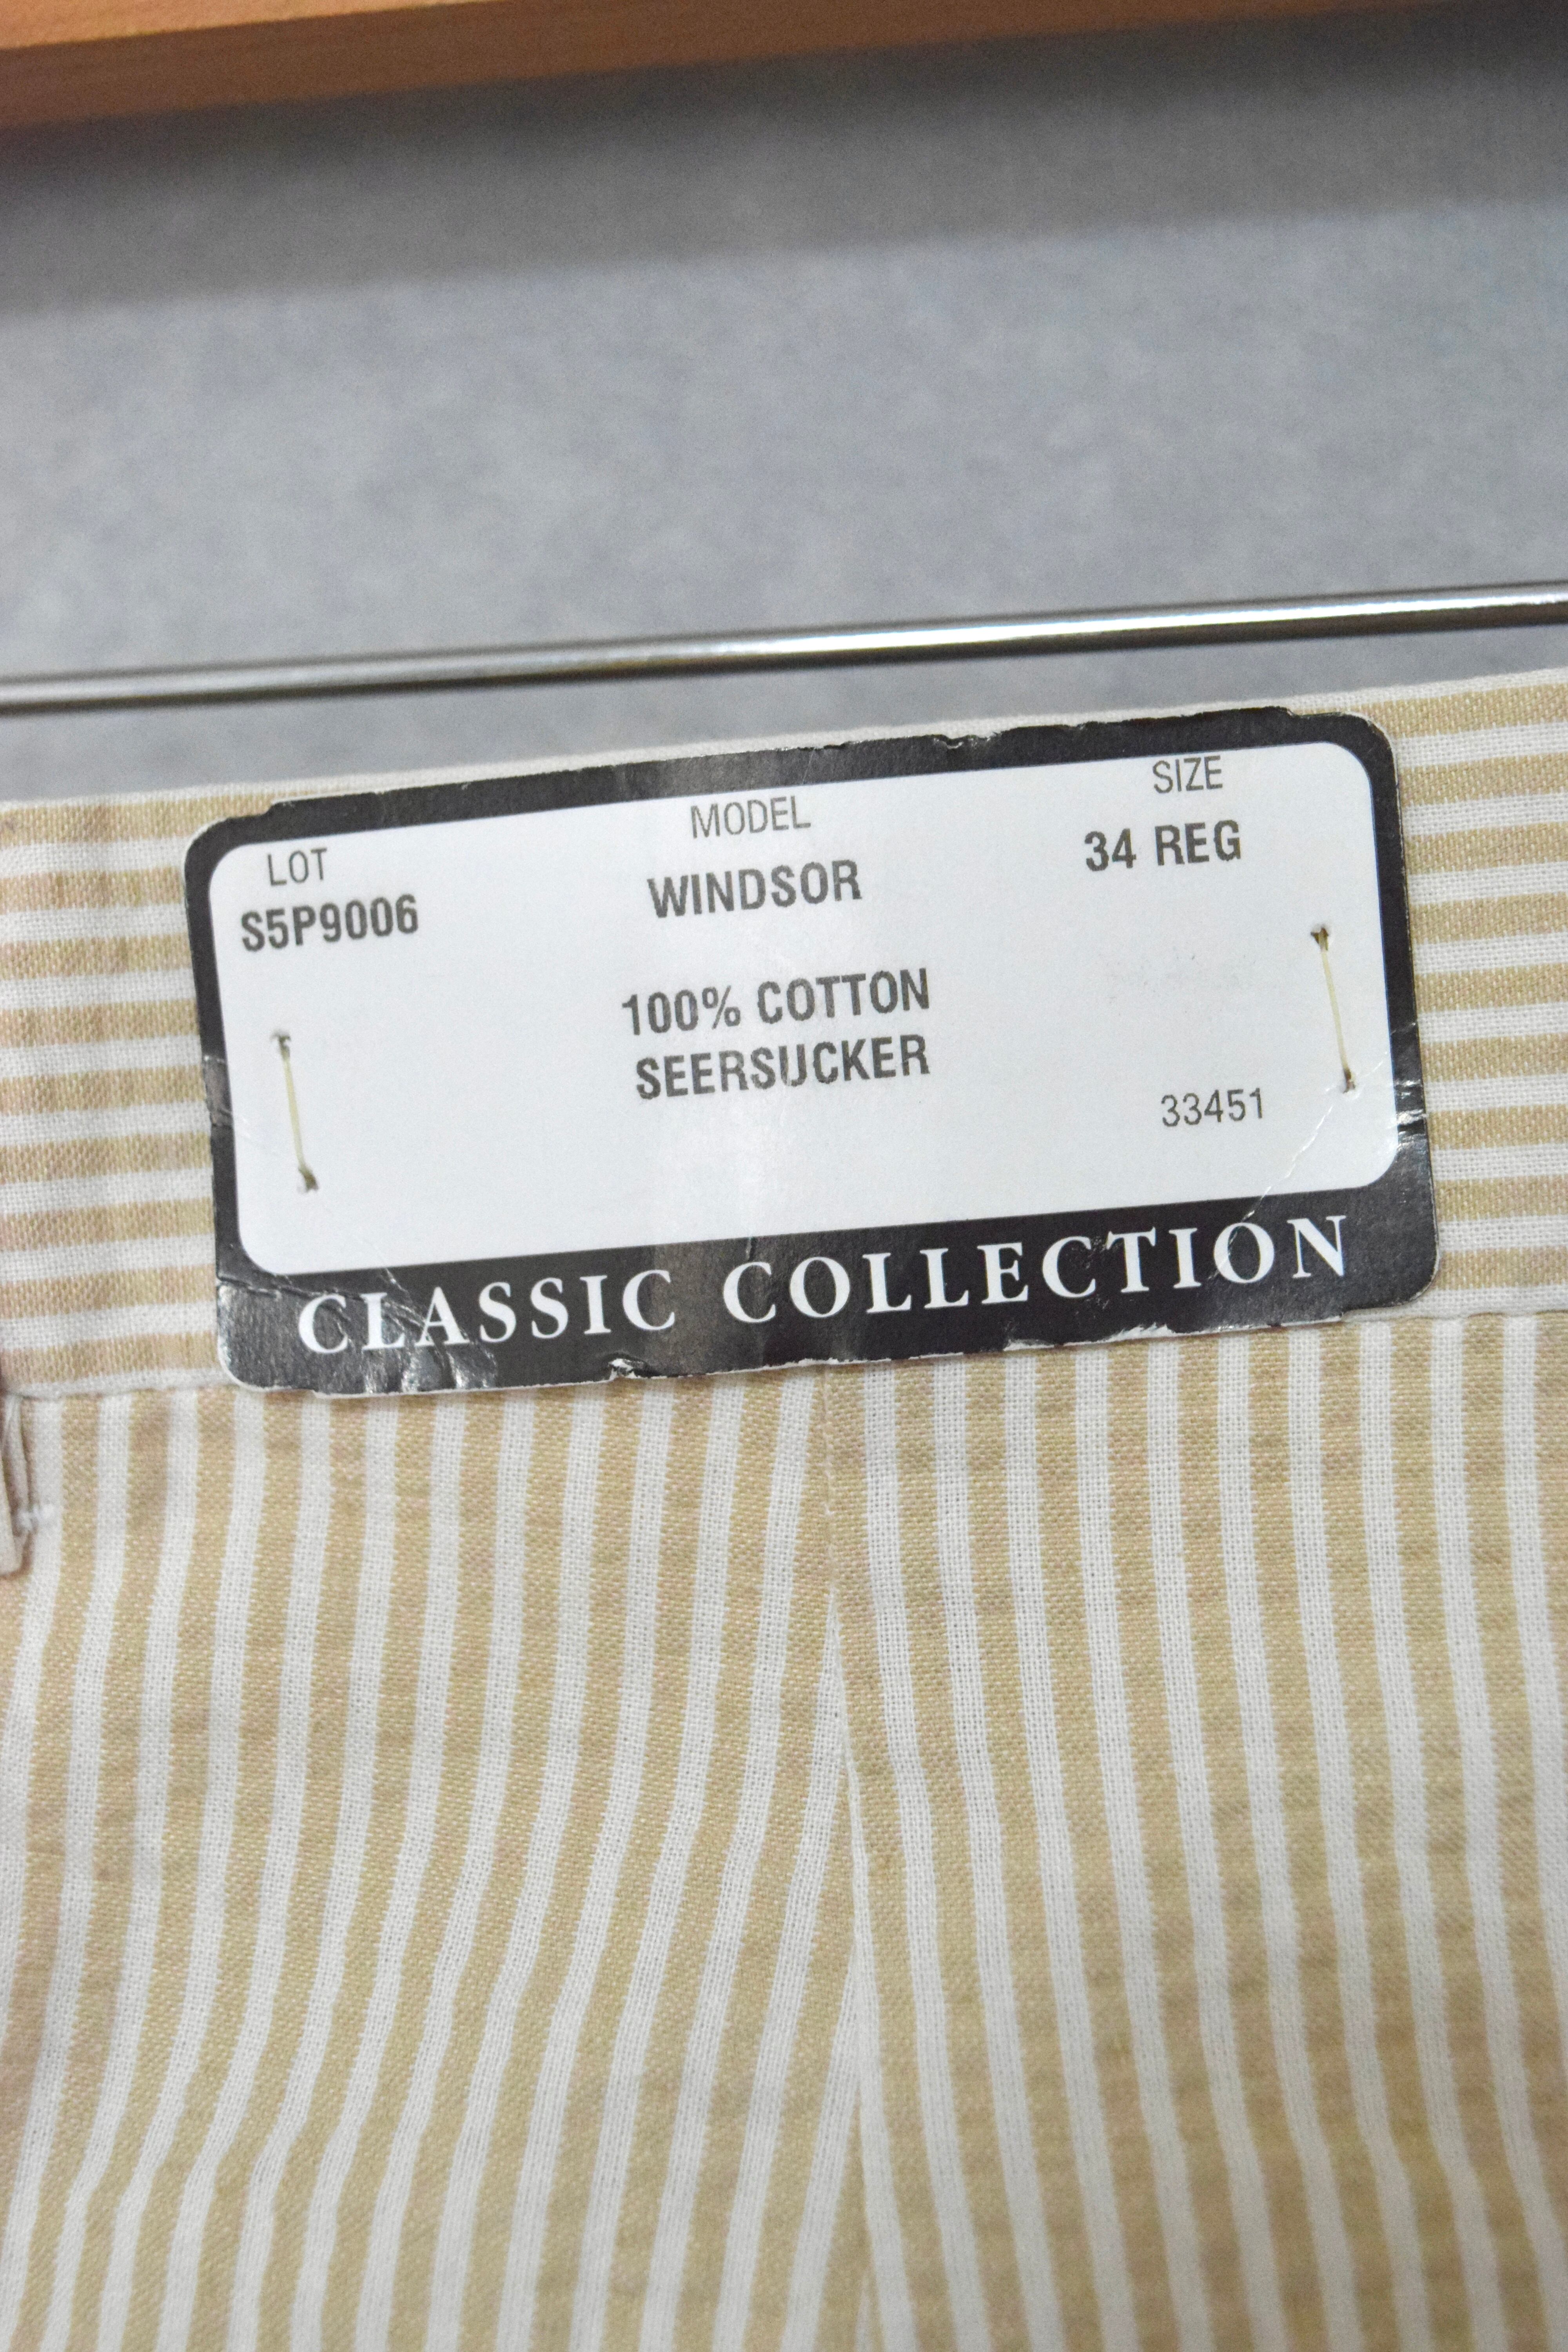 LOT MODEL SIZE
S5P9006 WINDSOR 34 REG
100% COTTON
SEERSUCKER
33451
CLASSIC COLLECTION